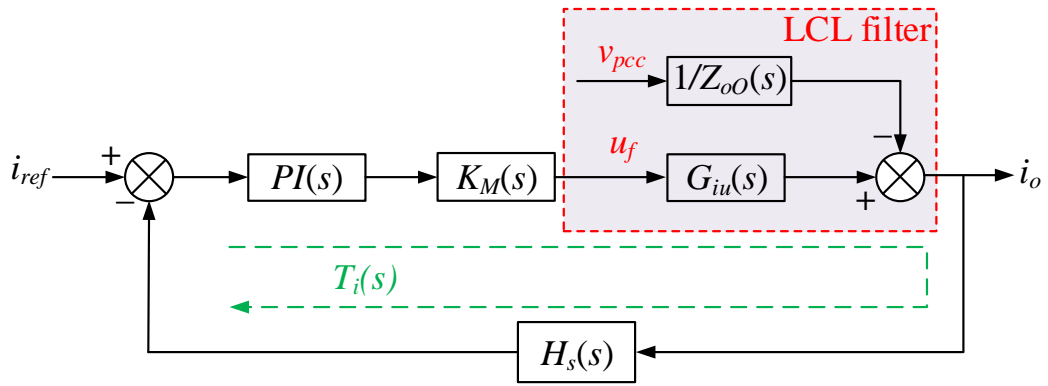 LCL filter
v_pcc
1/Z_oO(s)
−
i_ref
+
−
PI(s)
K_M(s)
u_f
G_iu(s)
+
i_o
T_i(s)
H_s(s)